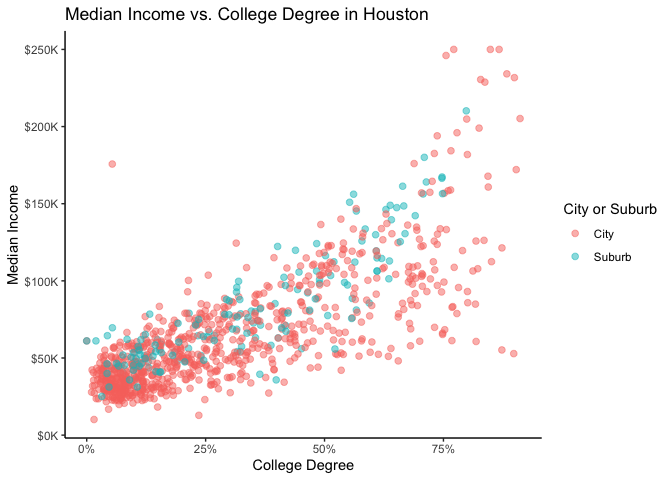 Median Income vs. College Degree in Houston
$250K
$200K
$150K
$100K
$50K
$0K
Median Income
0%
25%
50%
75%
College Degree
City or Suburb
City
Suburb